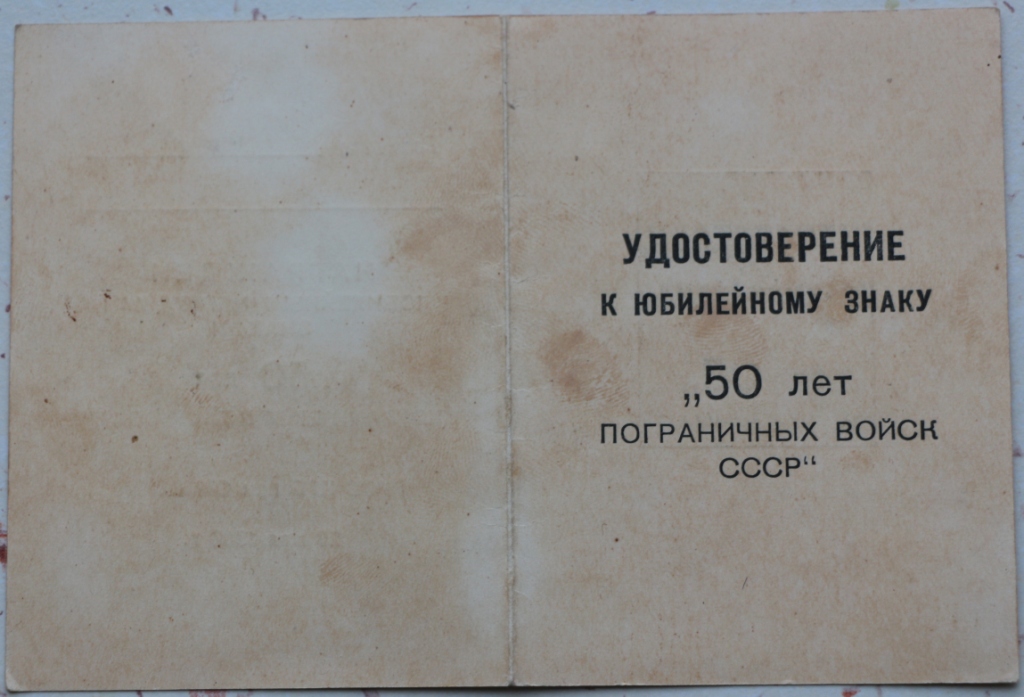 УДОСТОВЕРЕНИЕ
К ЮБИЛЕЙНОМУ ЗНАКУ
„50 лет
ПОГРАНИЧНЫХ ВОЙСК
СССР“